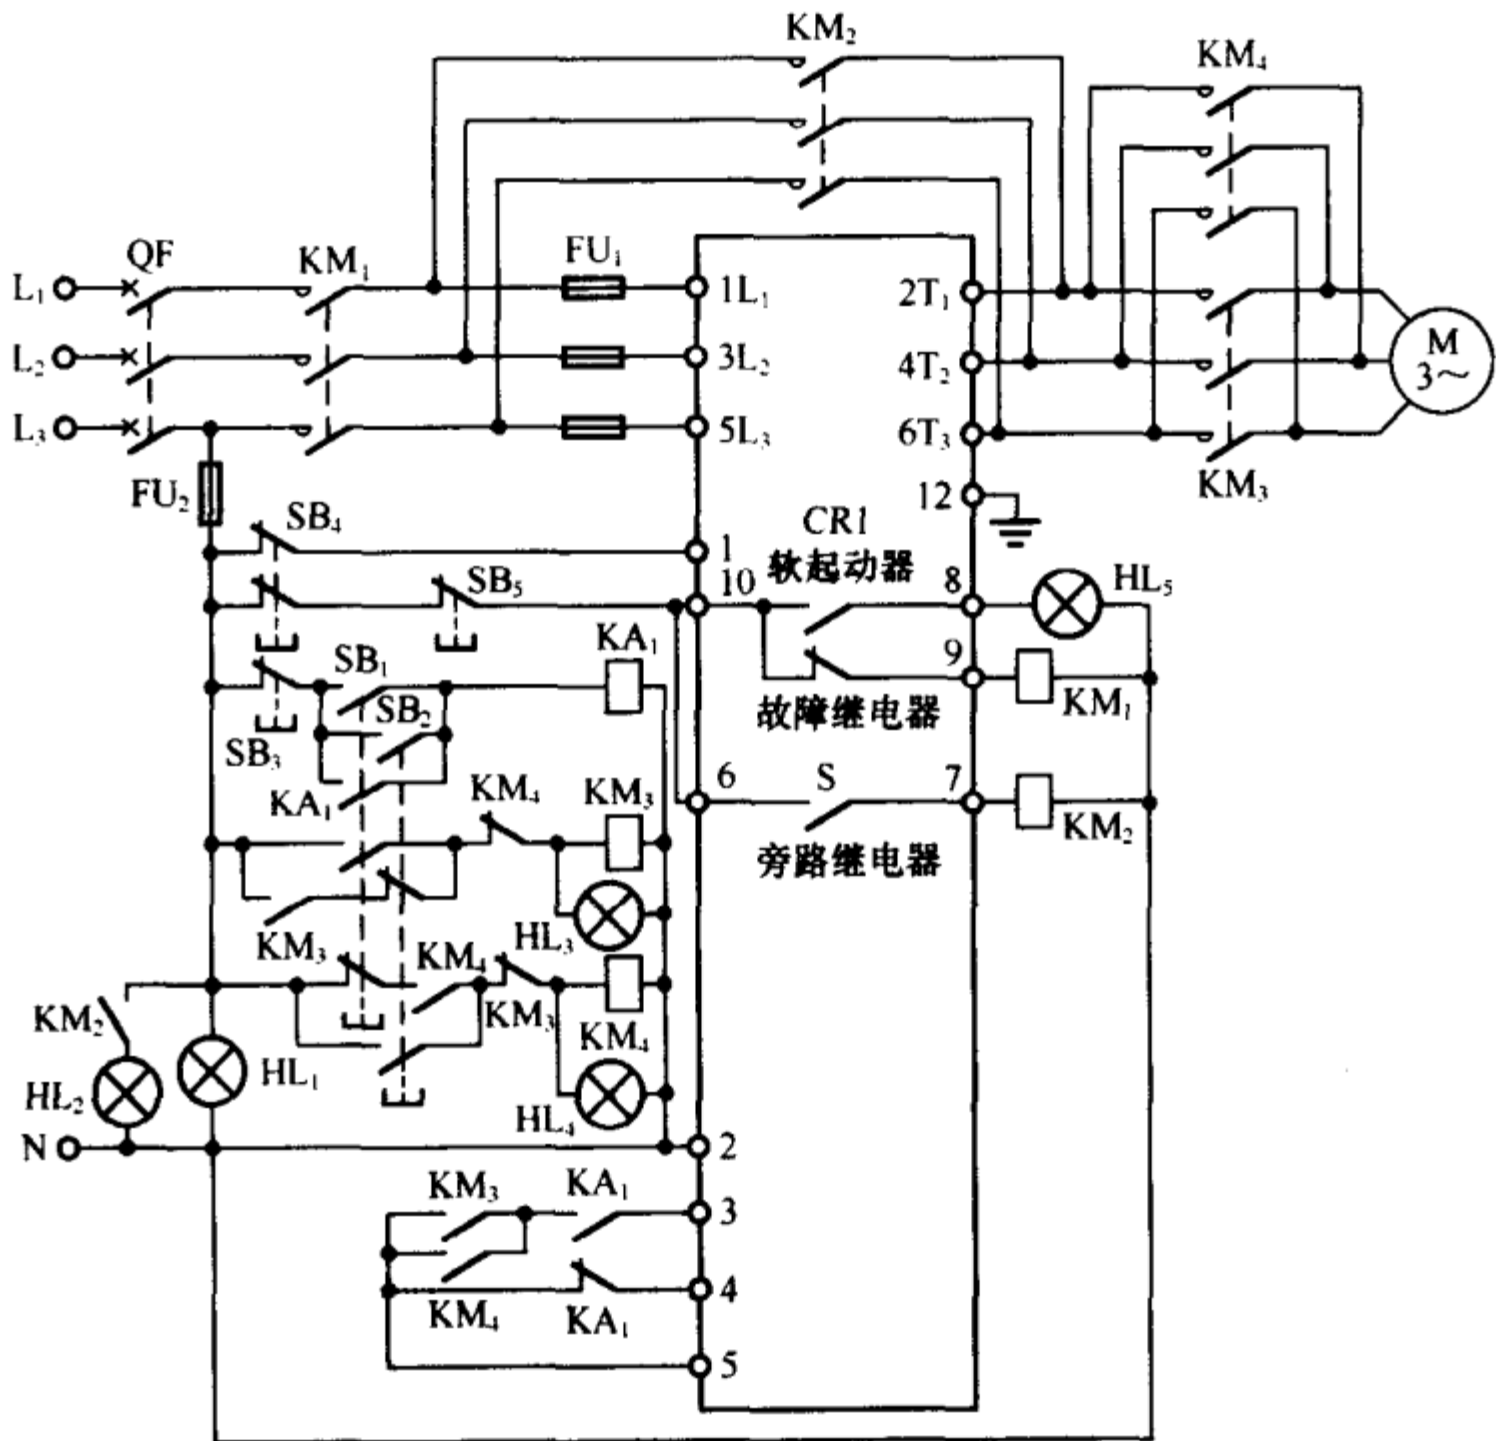 KM₂
KM₄
QF
KM₁
FU₁
L₁
1L₁
2T₁
L₂
3L₂
4T₂
M
3~
L₃
5L₃
6T₃
FU₂
12
KM₃
SB₄
1
CR1
软起动器
10
8
HL₅
SB₅
KA₁
SB₁
9
SB₂
故障继电器
KM₁
SB₃
KA₁
KM₄
KM₃
6
S
7
KM₂
旁路继电器
HL₃
KM₃
KM₄
KM₃
KM₄
KM₂
HL₁
HL₂
HL₄
N
2
KM₃
KA₁
3
4
KM₄
KA₁
5